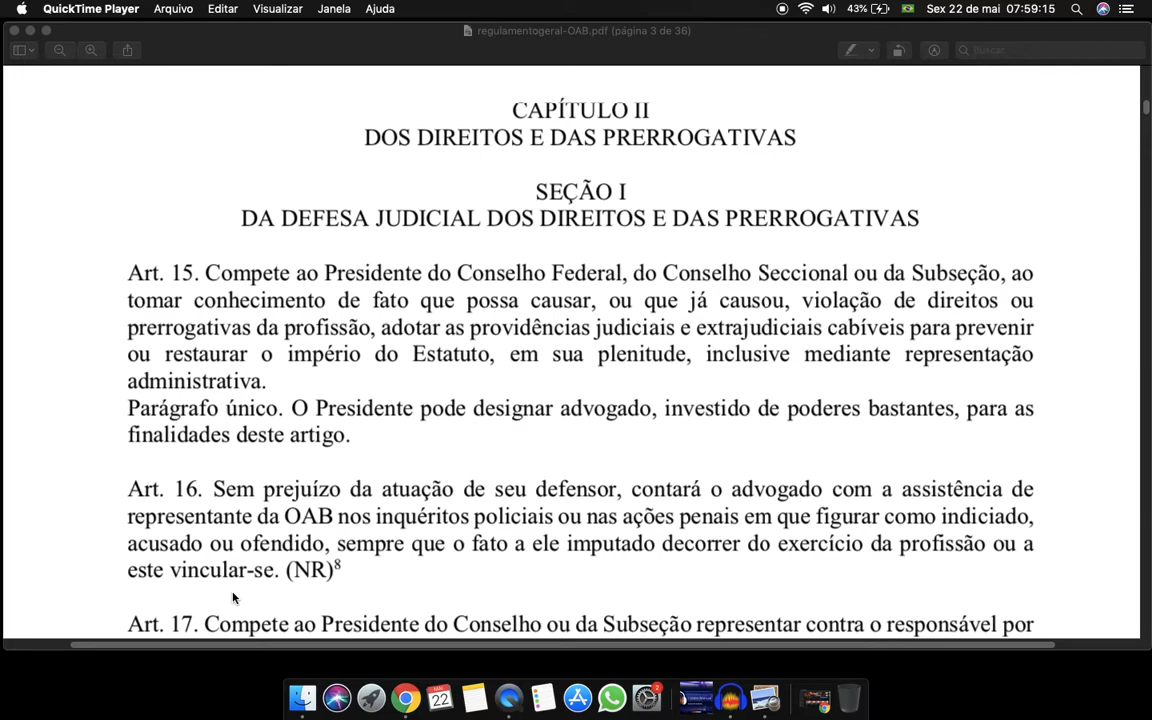 QuickTime Player Arquivo Editar Visualizar Janela Ajuda 43% Sex 22 de mai 07:59:15
regulamentogeral-OAB.pdf (página 3 de 36)
Buscar
CAPÍTULO II
DOS DIREITOS E DAS PRERROGATIVAS
SEÇÃO I
DA DEFESA JUDICIAL DOS DIREITOS E DAS PRERROGATIVAS
Art. 15. Compete ao Presidente do Conselho Federal, do Conselho Seccional ou da Subseção, ao
tomar conhecimento de fato que possa causar, ou que já causou, violação de direitos ou
prerrogativas da profissão, adotar as providências judiciais e extrajudiciais cabíveis para prevenir
ou restaurar o império do Estatuto, em sua plenitude, inclusive mediante representação
administrativa.
Parágrafo único. O Presidente pode designar advogado, investido de poderes bastantes, para as
finalidades deste artigo.
Art. 16. Sem prejuízo da atuação de seu defensor, contará o advogado com a assistência de
representante da OAB nos inquéritos policiais ou nas ações penais em que figurar como indiciado,
acusado ou ofendido, sempre que o fato a ele imputado decorrer do exercício da profissão ou a
este vincular-se. (NR)⁸
Art. 17. Compete ao Presidente do Conselho ou da Subseção representar contra o responsável por
22
2